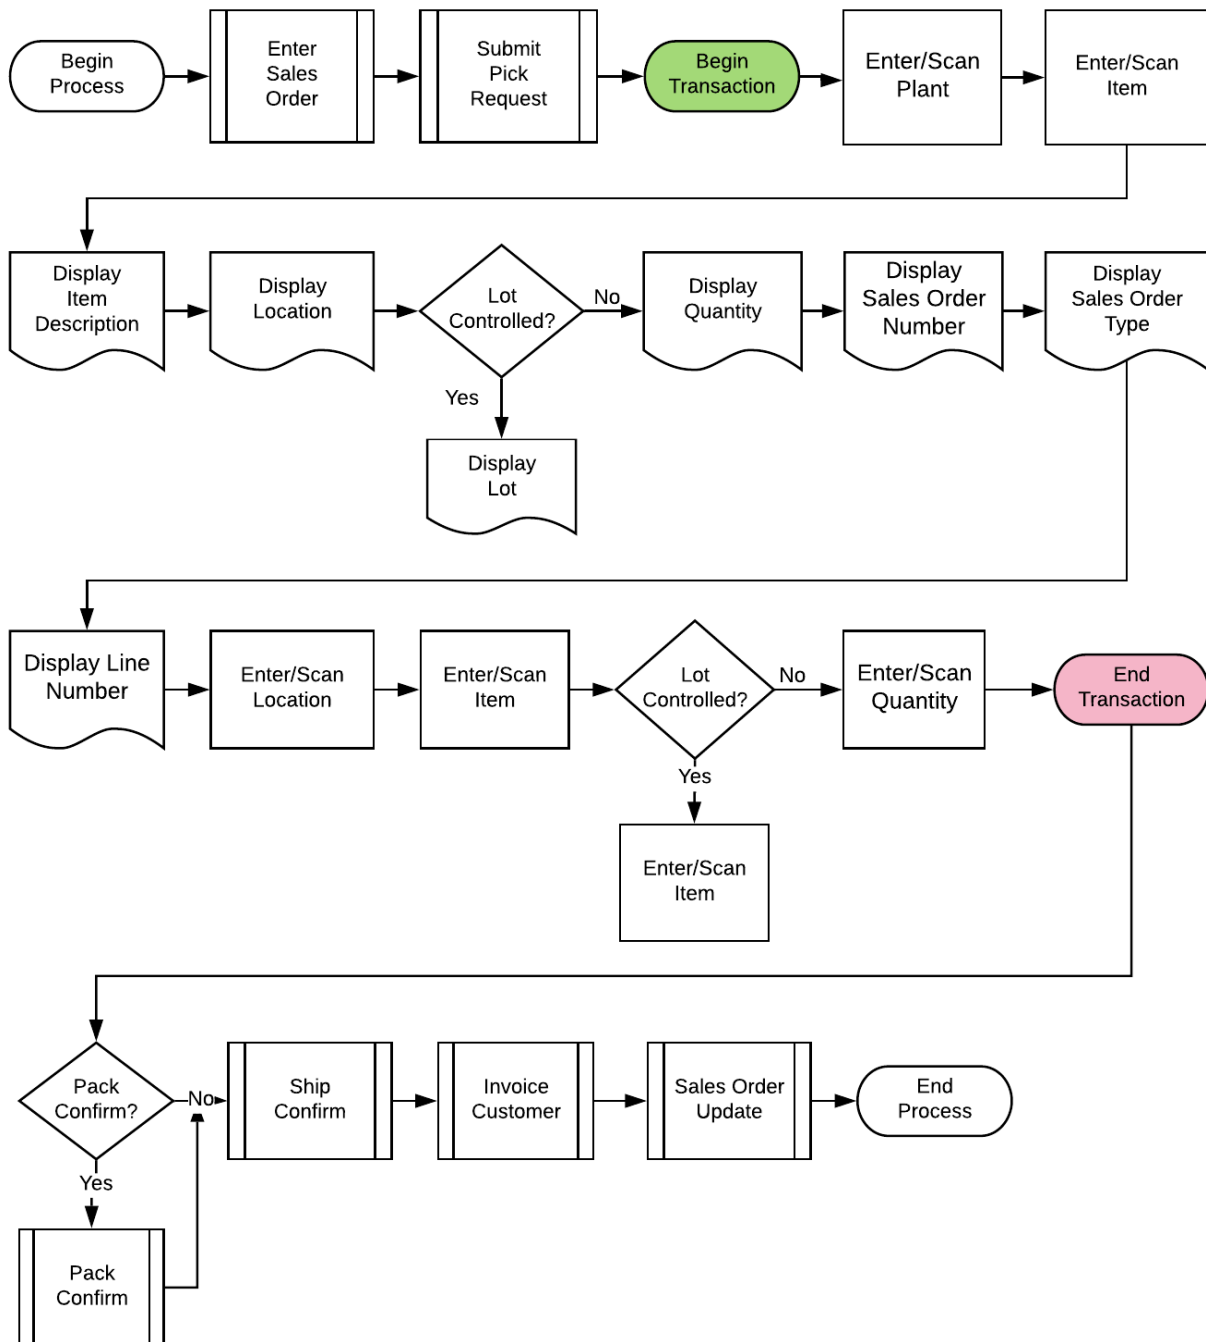 Begin
Process
Enter
Sales
Order
Submit
Pick
Request
Begin
Transaction
Enter/Scan
Plant
Enter/Scan
Item
Display
Item
Description
Display
Location
Lot
Controlled?
No
Yes
Display
Lot
Display
Quantity
Display
Sales Order
Number
Display
Sales Order
Type
Display Line
Number
Enter/Scan
Location
Enter/Scan
Item
Lot
Controlled?
No
Yes
Enter/Scan
Item
Enter/Scan
Quantity
End
Transaction
Pack
Confirm?
No
Yes
Pack
Confirm
Ship
Confirm
Invoice
Customer
Sales Order
Update
End
Process